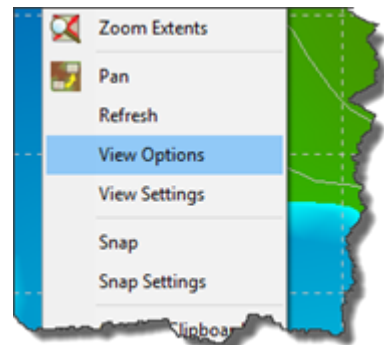 Zoom Extents
Pan
Refresh
View Options
View Settings
Snap
Snap Settings